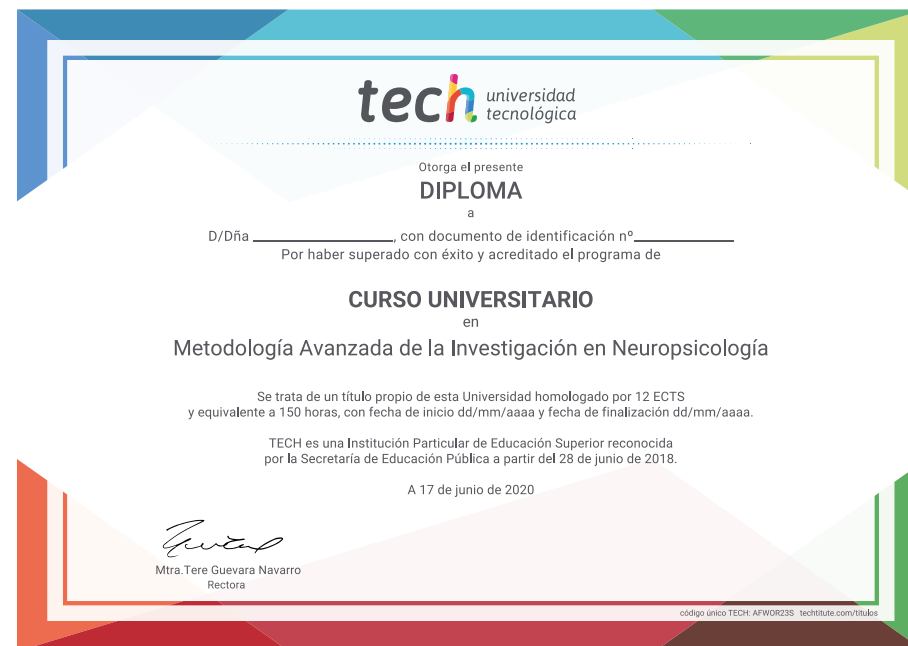 tech universidad
tecnológica
Otorga el presente
DIPLOMA
a
D/Dña ________________, con documento de identificación nº____________
Por haber superado con éxito y acreditado el programa de
CURSO UNIVERSITARIO
en
Metodología Avanzada de la Investigación en Neuropsicología
Se trata de un título propio de esta Universidad homologado por 12 ECTS
y equivalente a 150 horas, con fecha de inicio dd/mm/aaaa y fecha de finalización dd/mm/aaaa.
TECH es una Institución Particular de Educación Superior reconocida
por la Secretaría de Educación Pública a partir del 28 de junio de 2018.
A 17 de junio de 2020
Mtra.Tere Guevara Navarro
Rectora
código único TECH: AFWOR23S techtitute.com/titulos